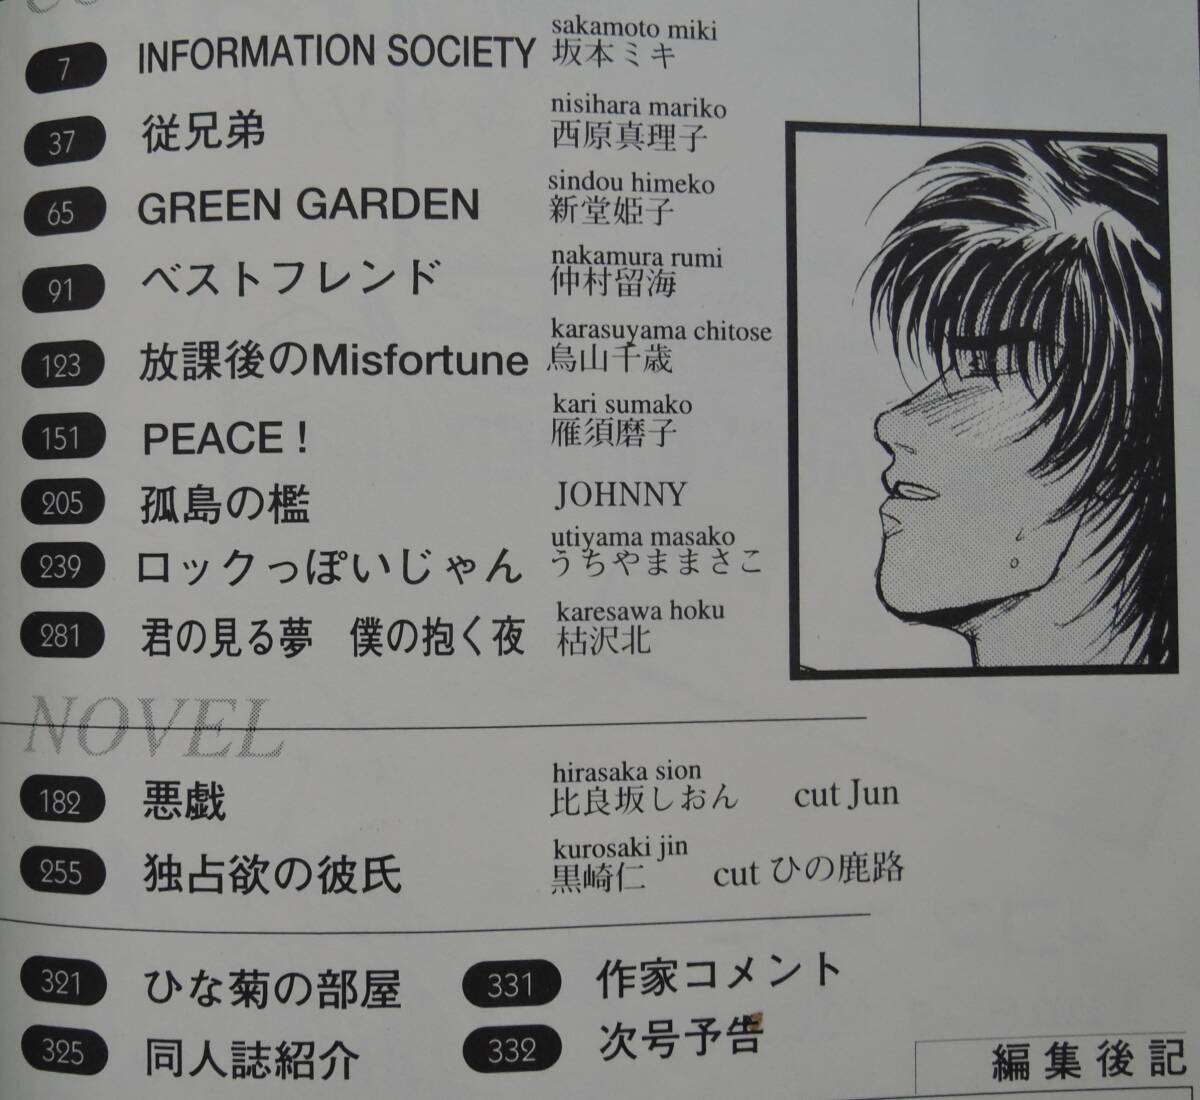 sakamoto miki
7 INFORMATION SOCIETY 坂本ミキ
nisihara mariko
37 従兄弟 西原真理子
sindou himeko
65 GREEN GARDEN 新堂姫子
nakamura rumi
91 ベストフレンド 仲村留海
karasuyama chitose
123 放課後のMisfortune 烏山千歳
kari sumako
151 PEACE！ 雁須磨子
205 孤島の檻 JOHNNY
utiyama masako
239 ロックっぽいじゃん うちやままさこ
karesawa hoku
281 君の見る夢　僕の抱く夜 枯沢北
NOVEL
hirasaka sion
182 悪戯 比良坂しおん cut Jun
kurosaki jin
255 独占欲の彼氏 黒崎仁 cut ひの鹿路
321 ひな菊の部屋 331 作家コメント
325 同人誌紹介 332 次号予告
編集後記